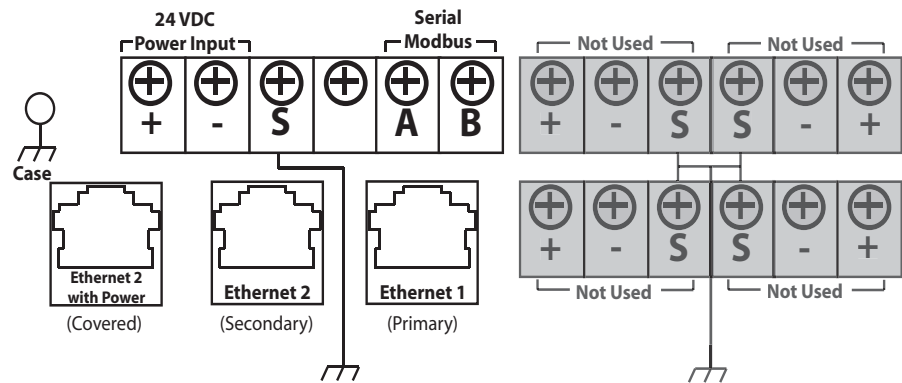 24 VDC
Power Input
Serial
Modbus
Not Used
Not Used
+ - S A B
+ - S S - +
Case
+ - S S - +
Not Used
Not Used
Ethernet 2
with Power
(Covered)
Ethernet 2
(Secondary)
Ethernet 1
(Primary)